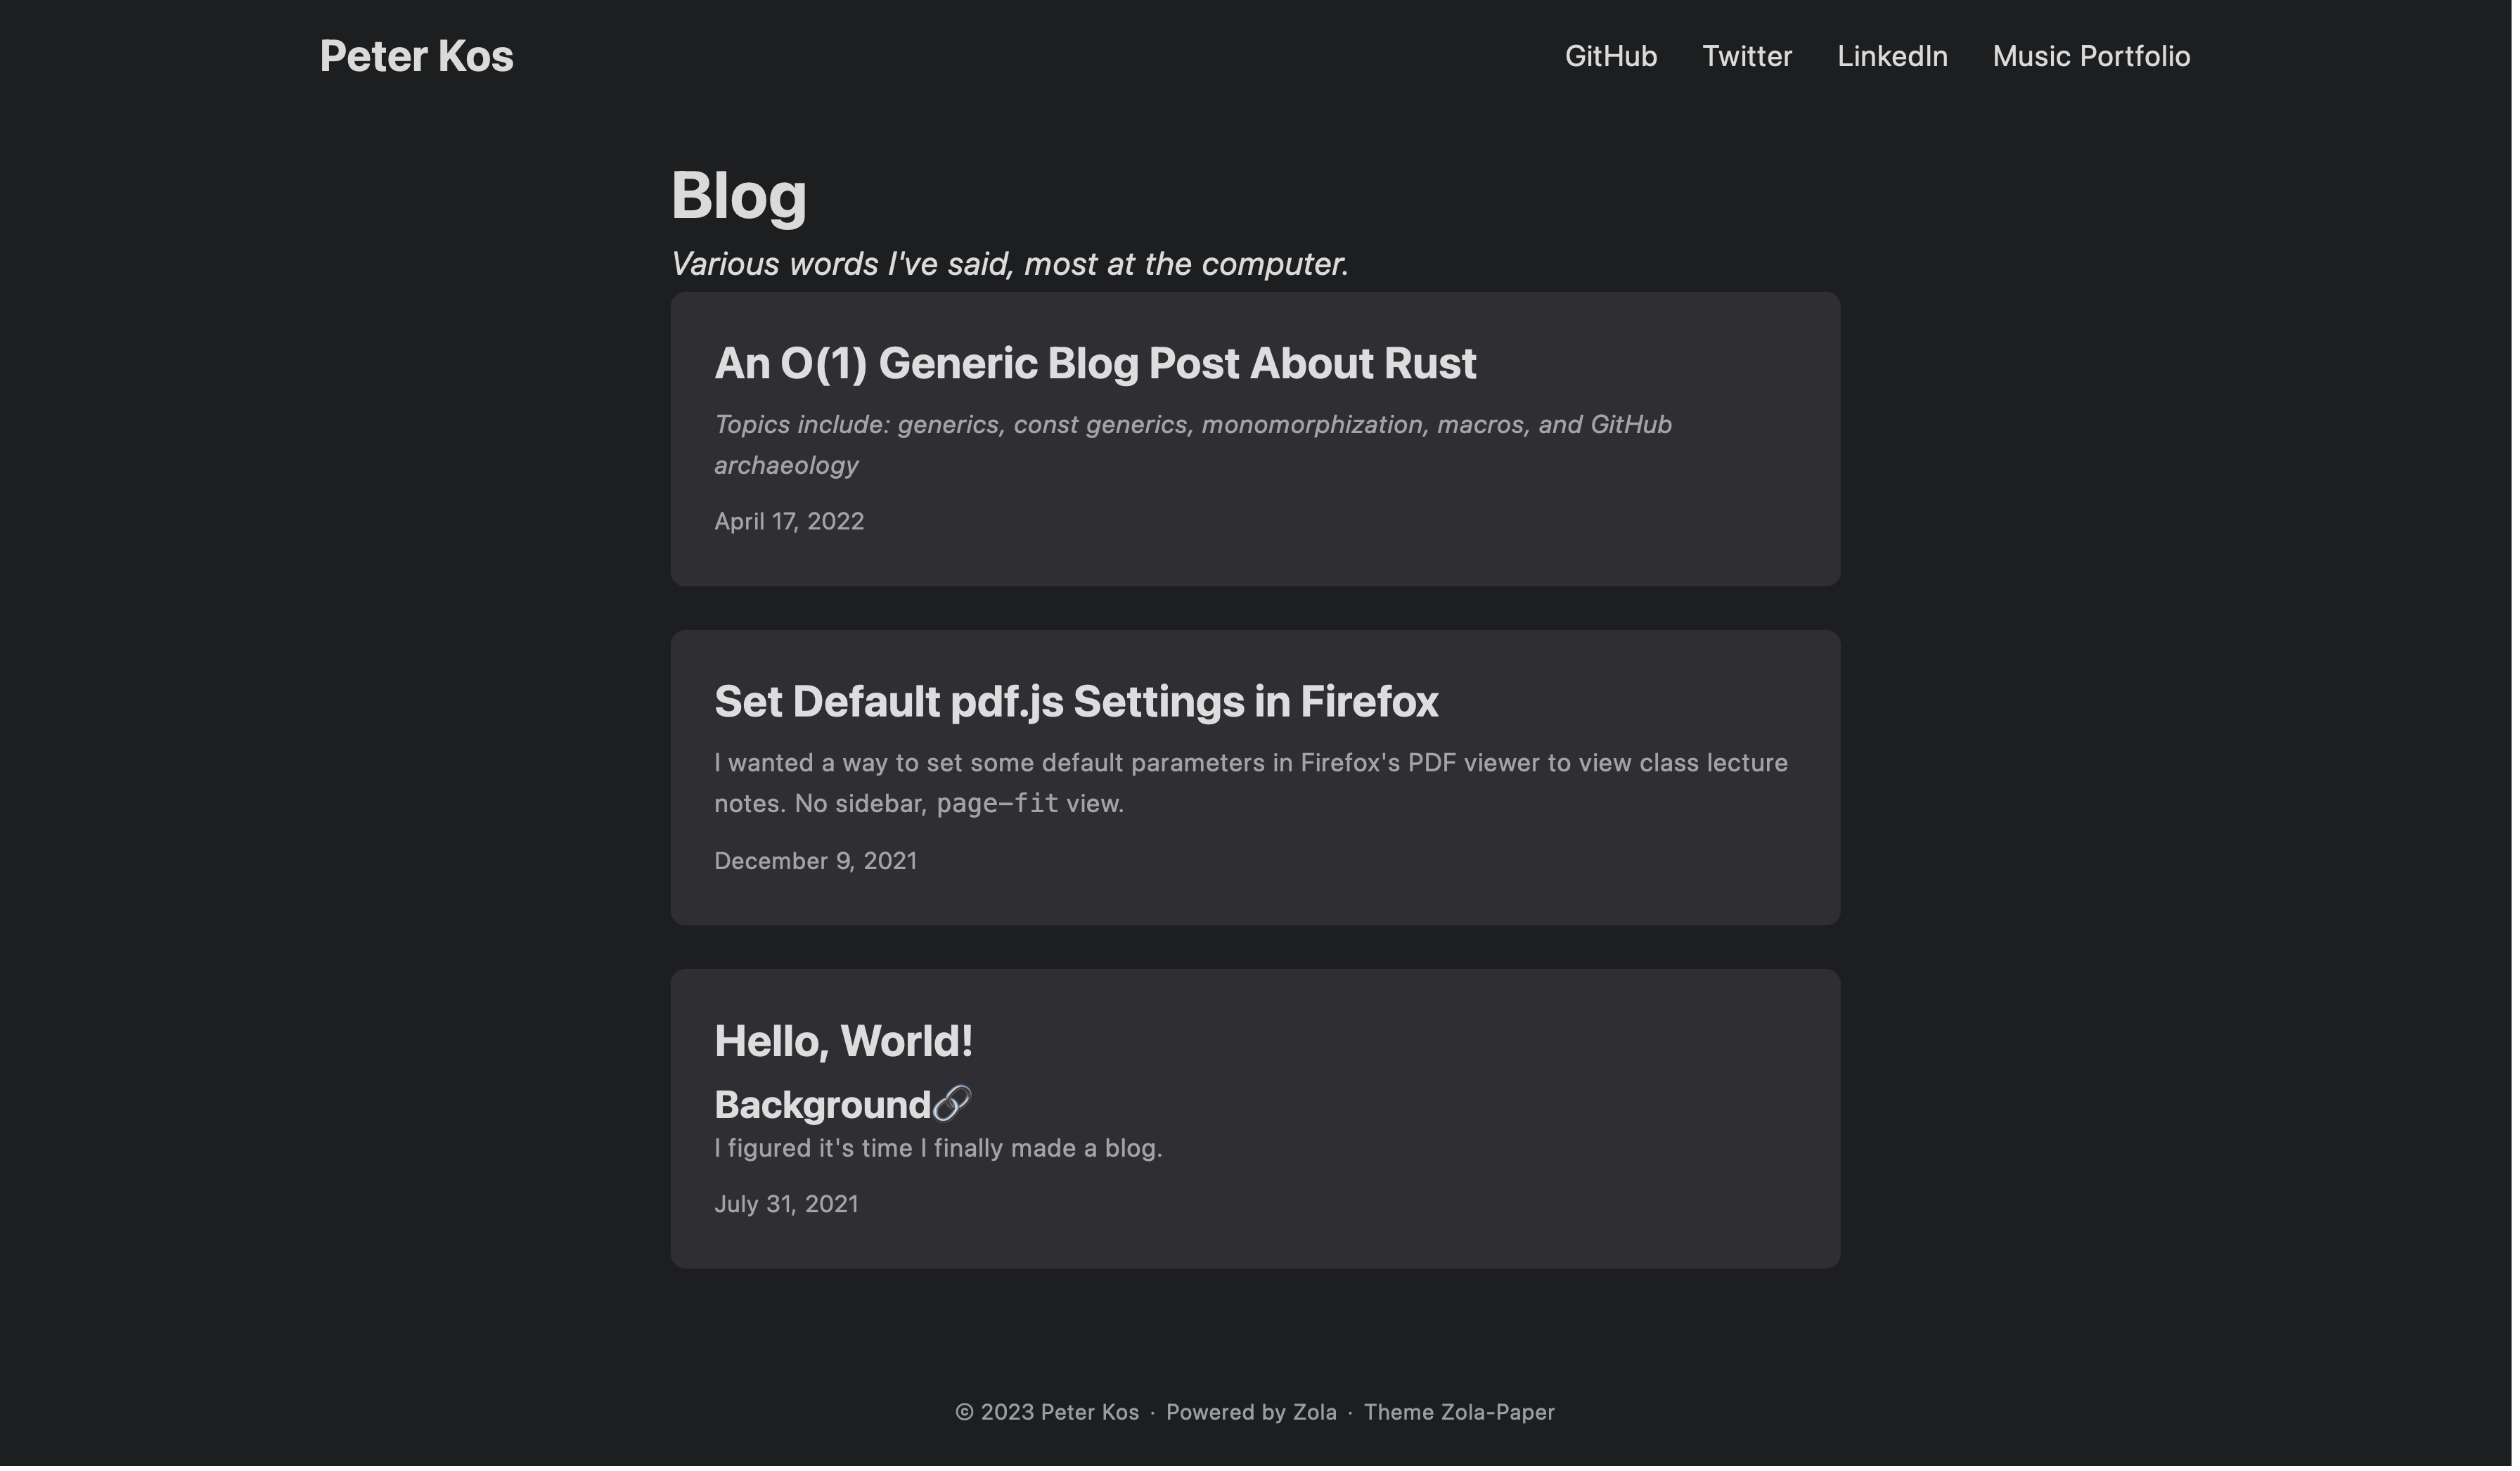 Peter Kos
GitHub Twitter LinkedIn Music Portfolio
Blog
Various words I've said, most at the computer.
An O(1) Generic Blog Post About Rust
Topics include: generics, const generics, monomorphization, macros, and GitHub
archaeology
April 17, 2022
Set Default pdf.js Settings in Firefox
I wanted a way to set some default parameters in Firefox's PDF viewer to view class lecture
notes. No sidebar, page-fit view.
December 9, 2021
Hello, World!
Background🔗
I figured it's time I finally made a blog.
July 31, 2021
© 2023 Peter Kos · Powered by Zola · Theme Zola-Paper